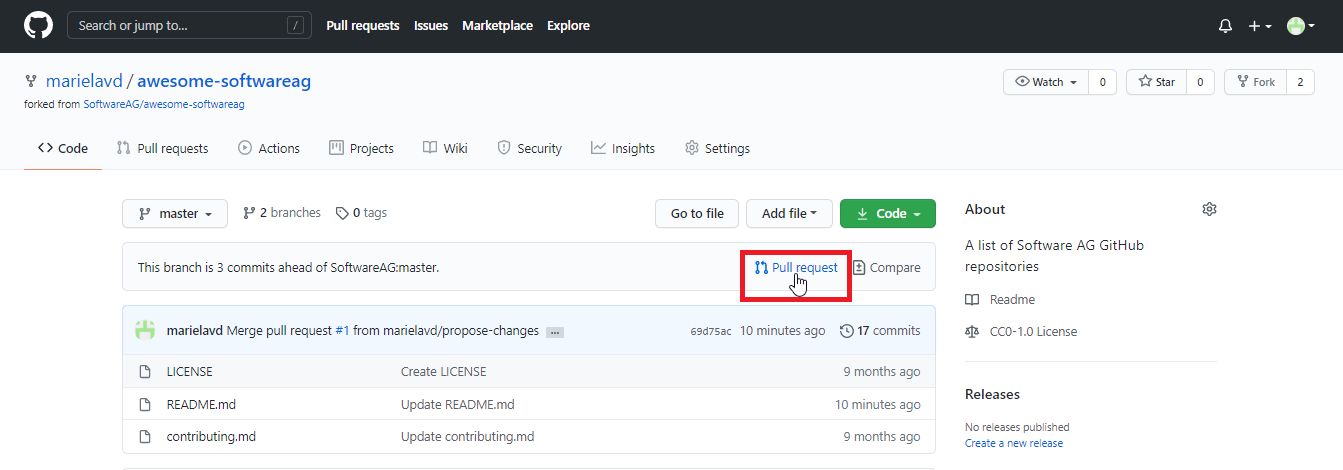 Search or jump to... / Pull requests Issues Marketplace Explore
marielavd / awesome-softwareag Watch 0 Star 0 Fork 2
forked from SoftwareAG/awesome-softwareag
Code Pull requests Actions Projects Wiki Security Insights Settings
master 2 branches 0 tags Go to file Add file Code
This branch is 3 commits ahead of SoftwareAG:master. Pull request Compare
marielavd Merge pull request #1 from marielavd/propose-changes ... 69d75ac 10 minutes ago 17 commits
LICENSE Create LICENSE 9 months ago
README.md Update README.md 10 minutes ago
contributing.md Update contributing.md 9 months ago
About
A list of Software AG GitHub
repositories
Readme
CC0-1.0 License
Releases
No releases published
Create a new release